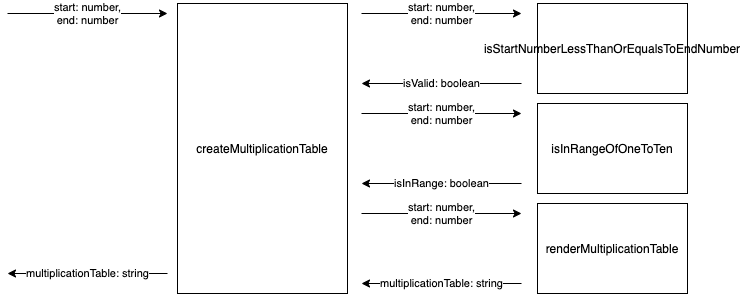 start: number,
end: number
createMultiplicationTable
multiplicationTable: string
start: number,
end: number
isStartNumberLessThanOrEqualsToEndNumber
isValid: boolean
start: number,
end: number
isInRangeOfOneToTen
isInRange: boolean
start: number,
end: number
renderMultiplicationTable
multiplicationTable: string